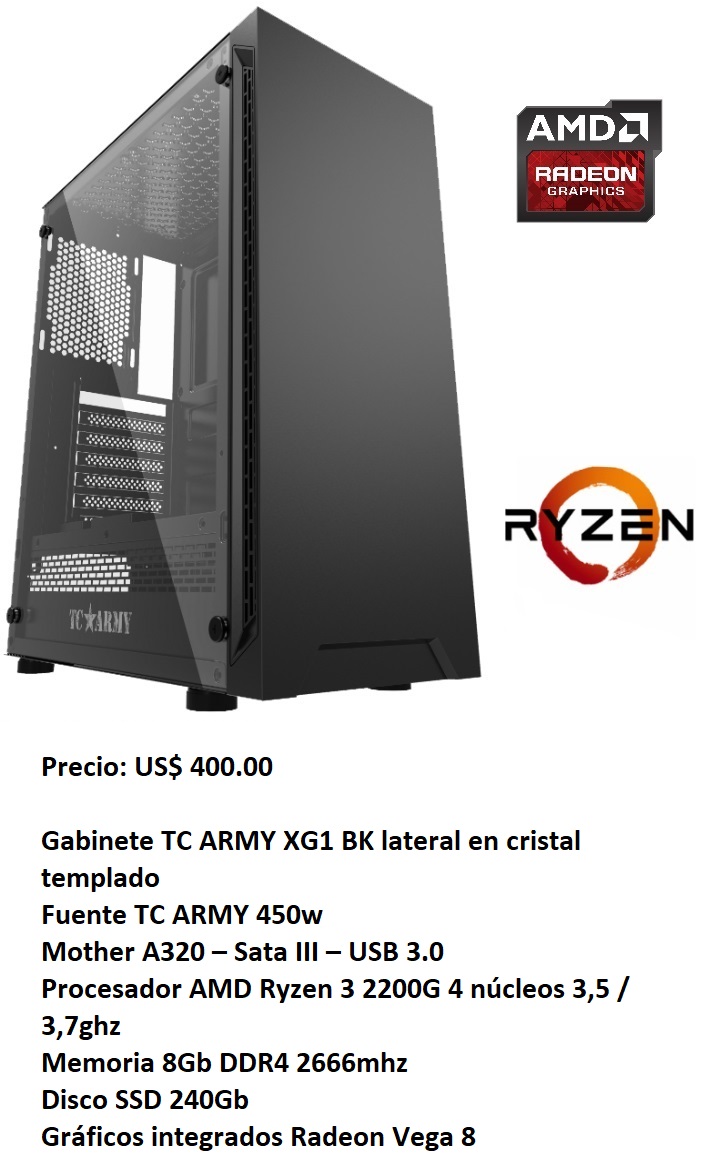 AMD
RADEON
GRAPHICS
RYZEN
TC ARMY
Precio: US$ 400.00
Gabinete TC ARMY XG1 BK lateral en cristal
templado
Fuente TC ARMY 450w
Mother A320 – Sata III – USB 3.0
Procesador AMD Ryzen 3 2200G 4 núcleos 3,5 /
3,7ghz
Memoria 8Gb DDR4 2666mhz
Disco SSD 240Gb
Gráficos integrados Radeon Vega 8